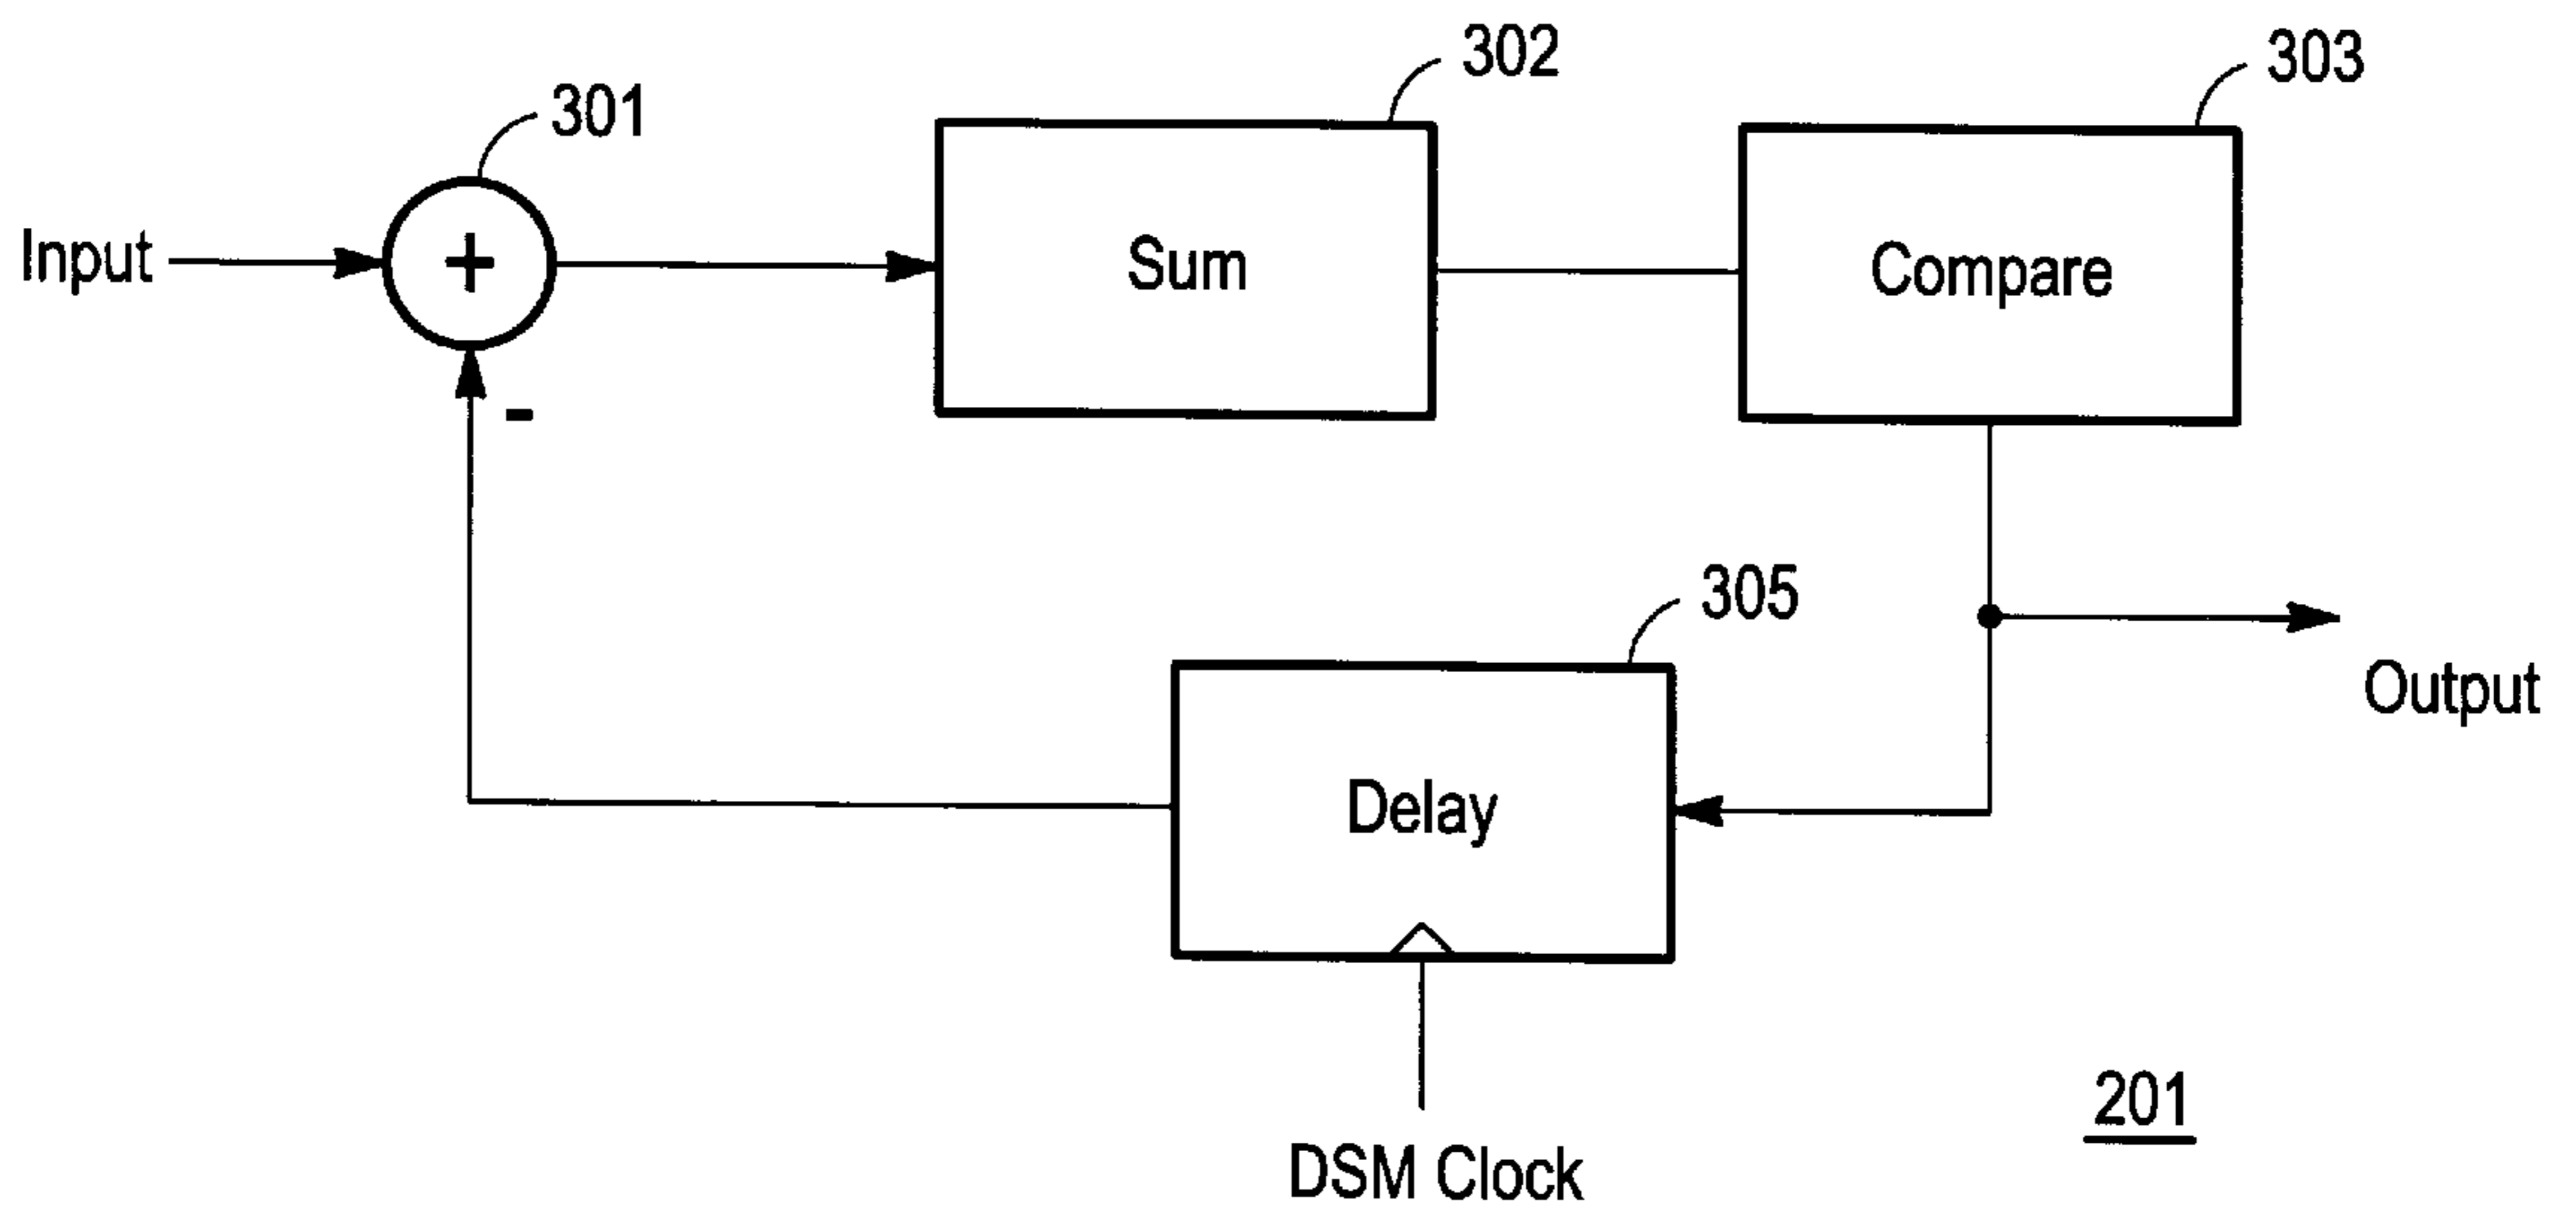 301
302
303
Input
+
Sum
Compare
-
305
Delay
Output
DSM Clock
201